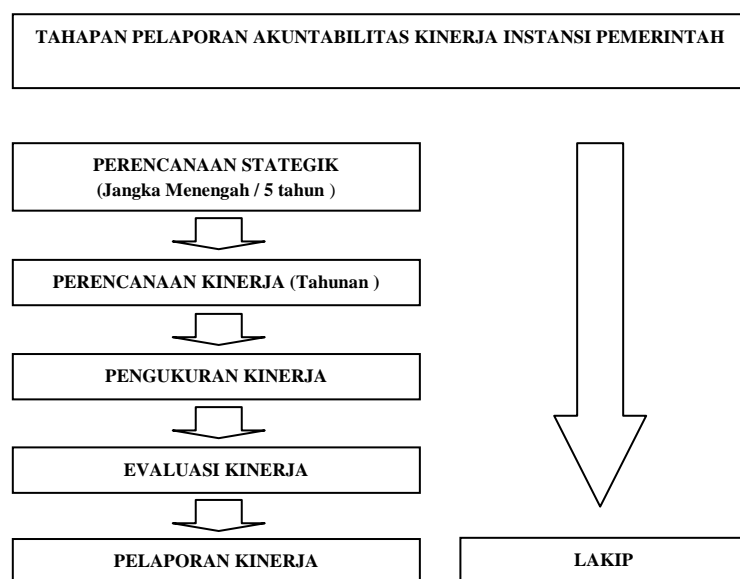 TAHAPAN PELAPORAN AKUNTABILITAS KINERJA INSTANSI PEMERINTAH
PERENCANAAN STATEGIK
(Jangka Menengah / 5 tahun )
PERENCANAAN KINERJA (Tahunan )
PENGUKURAN KINERJA
EVALUASI KINERJA
PELAPORAN KINERJA
LAKIP